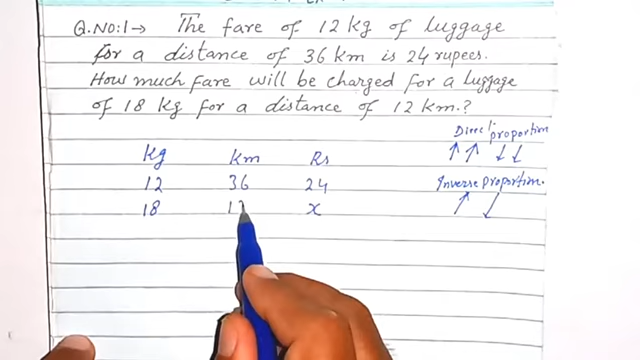 Q.NO:1→ The fare of 12 kg of luggage
for a distance of 36 km is 24 rupees.
How much fare will be charged for a luggage
of 18 kg for a distance of 12 km.?
Direct proportion
↑↑ ↓↓
Kg Km Rs
12 36 24
Inverse proportion.
↑ ↓
18 12 x